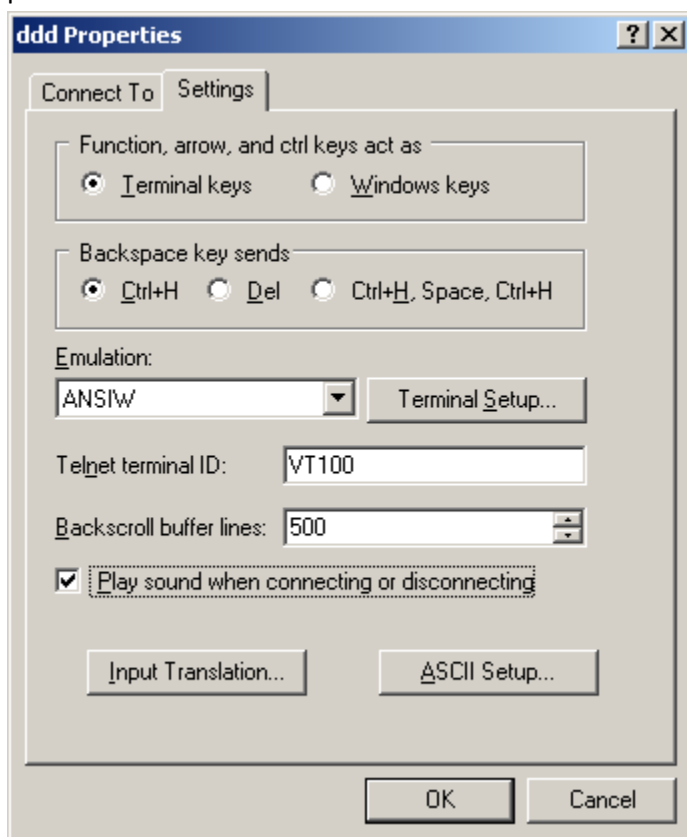 ddd Properties
Connect To Settings
Function, arrow, and ctrl keys act as
Terminal keys Windows keys
Backspace key sends
Ctrl+H Del Ctrl+H, Space, Ctrl+H
Emulation:
ANSIW Terminal Setup...
Telnet terminal ID: VT100
Backscroll buffer lines: 500
Play sound when connecting or disconnecting
Input Translation... ASCII Setup...
OK Cancel